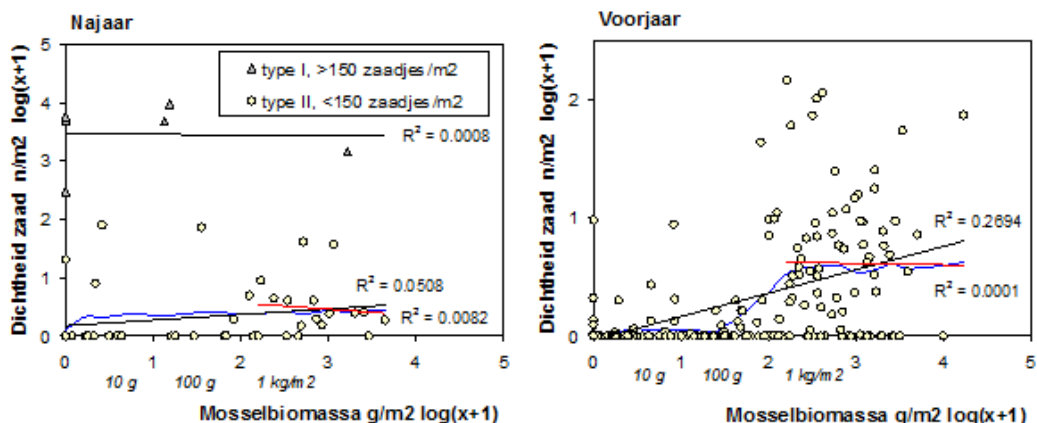 Najaar
Dichtheid zaad n/m2 log(x+1)
5
4
3
2
1
0
type I, >150 zaadjes/m2
type II, <150 zaadjes/m2
R² = 0.0008
R² = 0.0508
R² = 0.0082
0 1 2 3 4 5
10 g 100 g 1 kg/m2
Mosselbiomassa g/m2 log(x+1)
Voorjaar
Dichtheid zaad n/m2 log(x+1)
2
1
0
R² = 0.2694
R² = 0.0001
0 1 2 3 4 5
10 g 100 g 1 kg/m2
Mosselbiomassa g/m2 log(x+1)